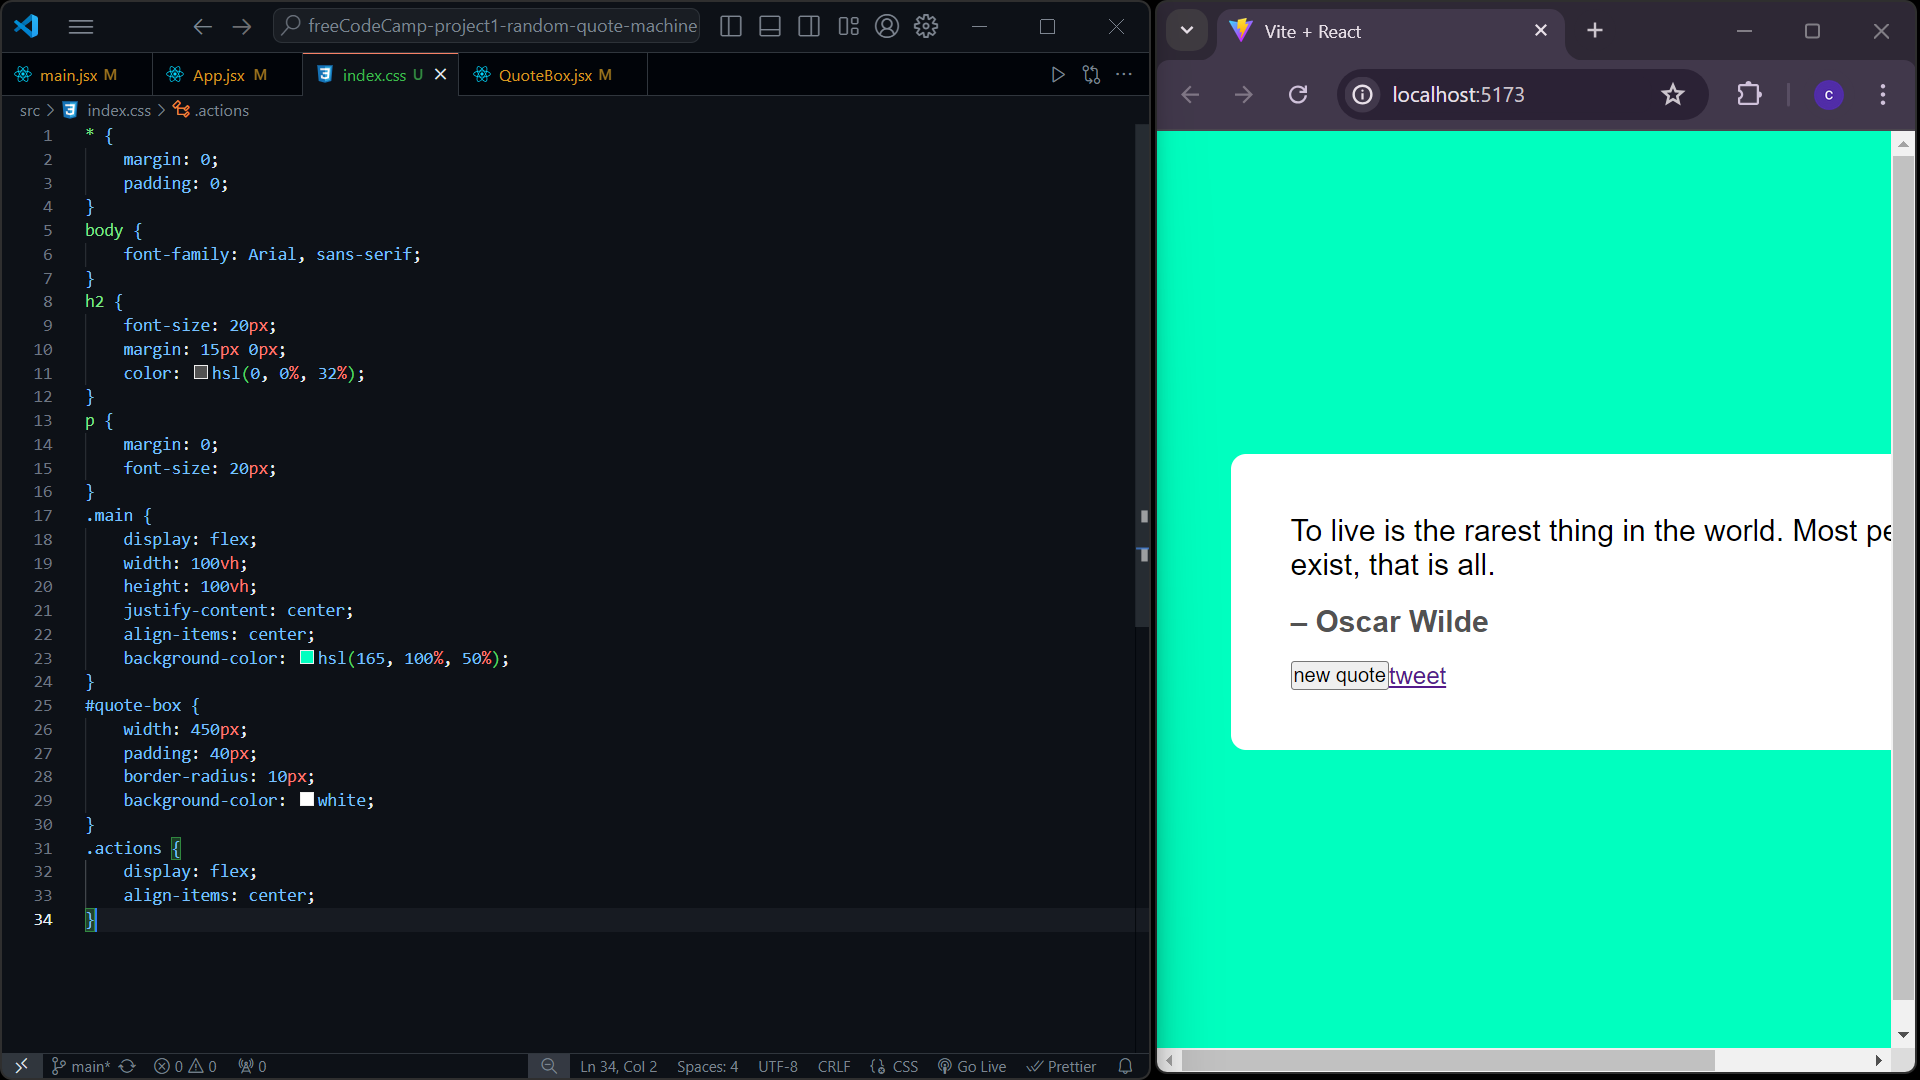 freeCodeCamp-project1-random-quote-machine
main.jsx M
App.jsx M
index.css U
QuoteBox.jsx M
src > index.css > .actions
1 * {
2 margin: 0;
3 padding: 0;
4 }
5 body {
6 font-family: Arial, sans-serif;
7 }
8 h2 {
9 font-size: 20px;
10 margin: 15px 0px;
11 color: hsl(0, 0%, 32%);
12 }
13 p {
14 margin: 0;
15 font-size: 20px;
16 }
17 .main {
18 display: flex;
19 width: 100vh;
20 height: 100vh;
21 justify-content: center;
22 align-items: center;
23 background-color: hsl(165, 100%, 50%);
24 }
25 #quote-box {
26 width: 450px;
27 padding: 40px;
28 border-radius: 10px;
29 background-color: white;
30 }
31 .actions {
32 display: flex;
33 align-items: center;
34 }
main* 0 0 0 Ln 34, Col 2 Spaces: 4 UTF-8 CRLF {} CSS Go Live Prettier
Vite + React
localhost:5173
c
To live is the rarest thing in the world. Most pe
exist, that is all.
– Oscar Wilde
new quote tweet